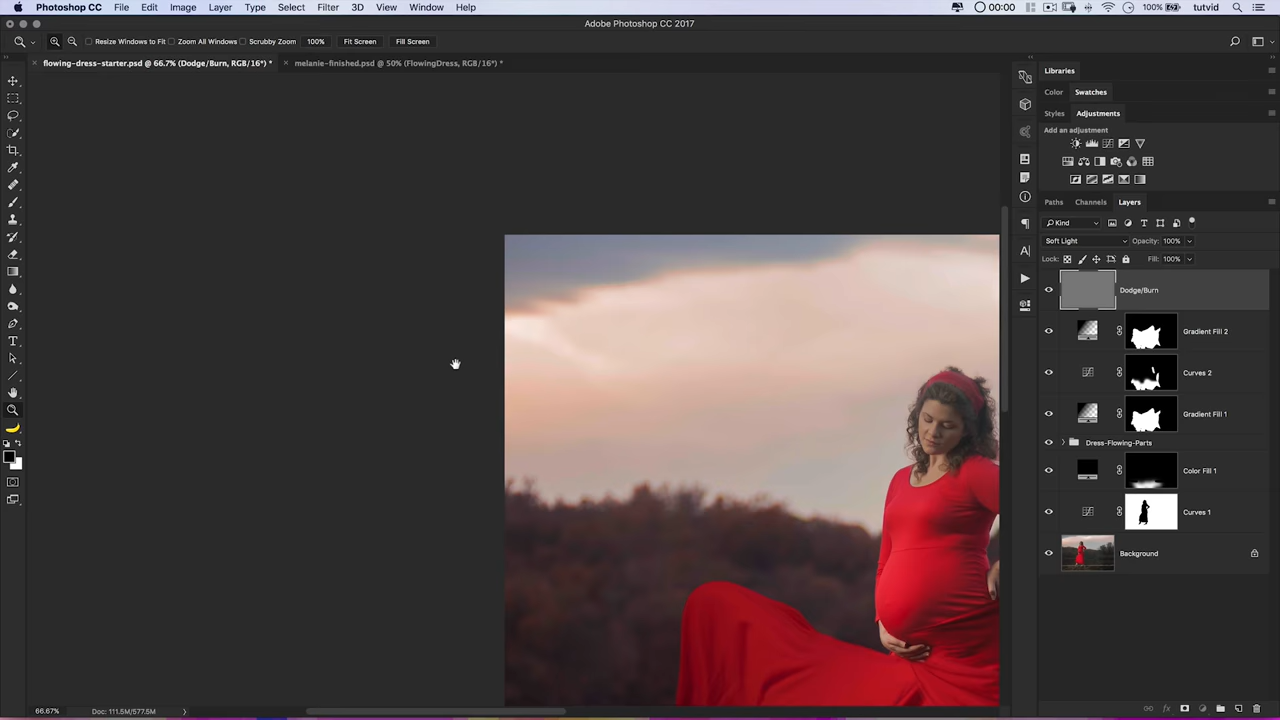 Photoshop CC File Edit Image Layer Type Select Filter 3D View Window Help 00:00 100% tutvid
Adobe Photoshop CC 2017
Resize Windows to Fit Zoom All Windows Scrubby Zoom 100% Fit Screen Fill Screen
flowing-dress-starter.psd @ 66.7% (Dodge/Burn, RGB/16*) * melanie-finished.psd @ 50% (FlowingDress, RGB/16*) *
Libraries
Color Swatches
Styles Adjustments
Add an adjustment
Paths Channels Layers
Kind
Soft Light Opacity: 100%
Lock: Fill: 100%
Dodge/Burn
Gradient Fill 2
Curves 2
Gradient Fill 1
Dress-Flowing-Parts
Color Fill 1
Curves 1
Background
66.67% Doc: 111.5M/577.5M